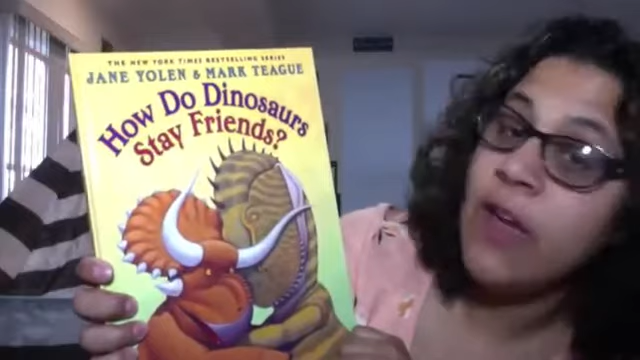 THE NEW YORK TIMES BESTSELLING SERIES
JANE YOLEN & MARK TEAGUE
How Do Dinosaurs
Stay Friends?